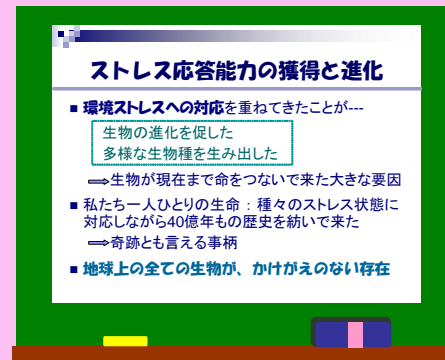 ストレス応答能力の獲得と進化
■ 環境ストレスへの対応を重ねてきたことが---
生物の進化を促した
多様な生物種を生み出した
⟹生物が現在まで命をつないで来た大きな要因
■ 私たち一人ひとりの生命：種々のストレス状態に
対応しながら40億年もの歴史を紡いで来た
⟹奇跡とも言える事柄
■ 地球上の全ての生物が、かけがえのない存在